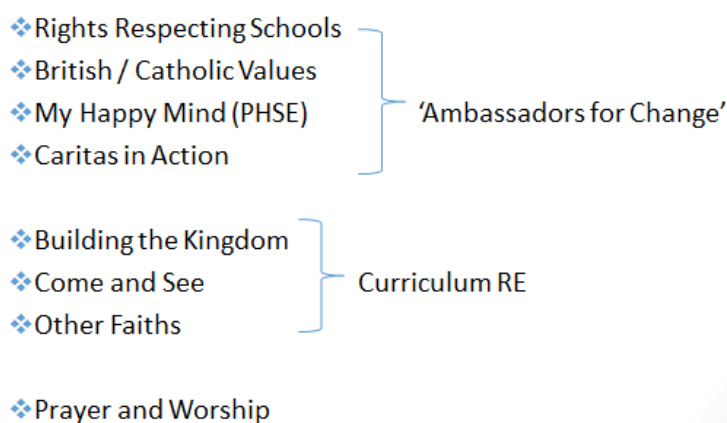 Rights Respecting Schools
British / Catholic Values
My Happy Mind (PHSE)
'Ambassadors for Change'
Caritas in Action
Building the Kingdom
Come and See
Curriculum RE
Other Faiths
Prayer and Worship